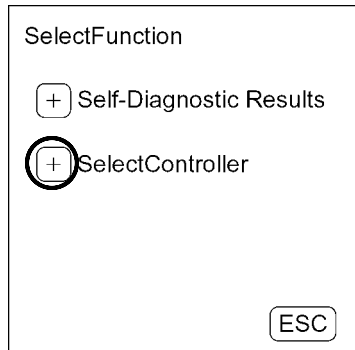 SelectFunction
+ Self-Diagnostic Results
+ SelectController
ESC